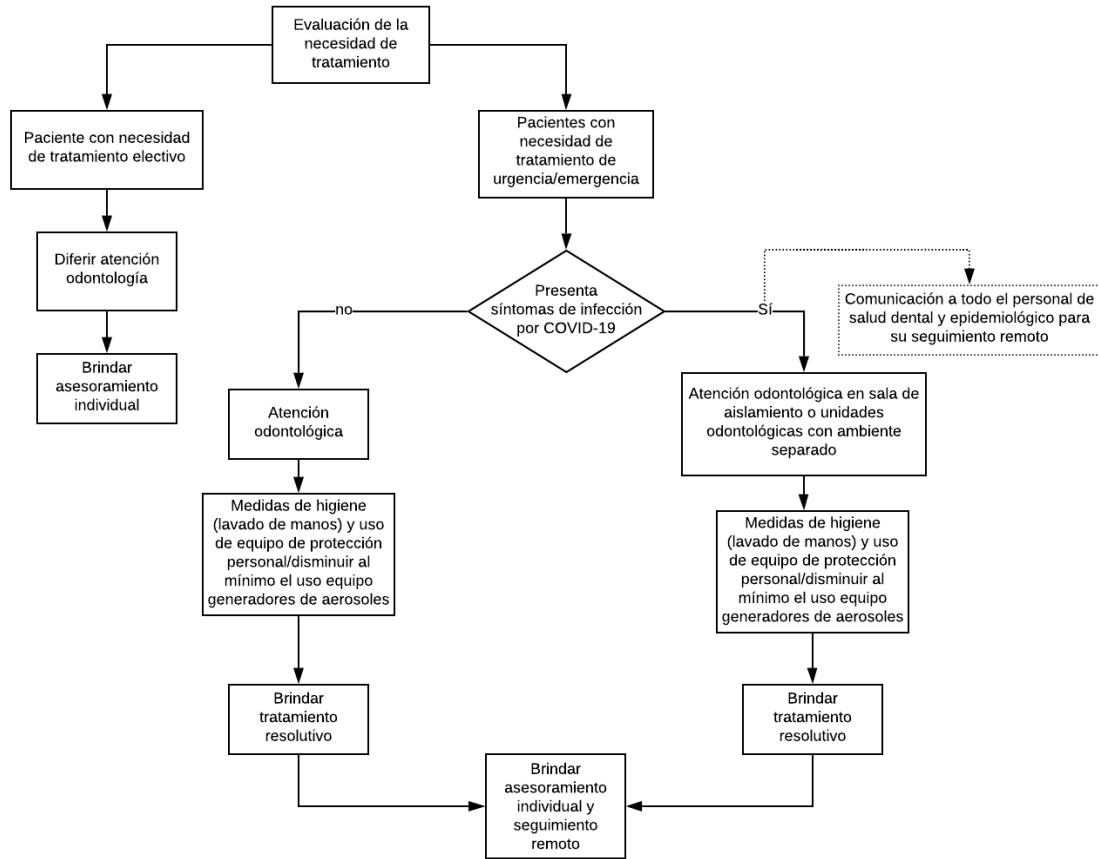 Evaluación de la
necesidad de
tratamiento
Paciente con necesidad
de tratamiento electivo
Pacientes con
necesidad de
tratamiento de
urgencia/emergencia
Diferir atención
odontología
Presenta
síntomas de infección
por COVID-19
no
Sí
Comunicación a todo el personal de
salud dental y epidemiológico para
su seguimiento remoto
Brindar
asesoramiento
individual
Atención
odontológica
Atención odontológica en sala de
aislamiento o unidades
odontológicas con ambiente
separado
Medidas de higiene
(lavado de manos) y uso
de equipo de protección
personal/disminuir al
mínimo el uso equipo
generadores de aerosoles
Medidas de higiene
(lavado de manos) y uso
de equipo de protección
personal/disminuir al
mínimo el uso equipo
generadores de aerosoles
Brindar
tratamiento
resolutivo
Brindar
tratamiento
resolutivo
Brindar
asesoramiento
individual y
seguimiento
remoto